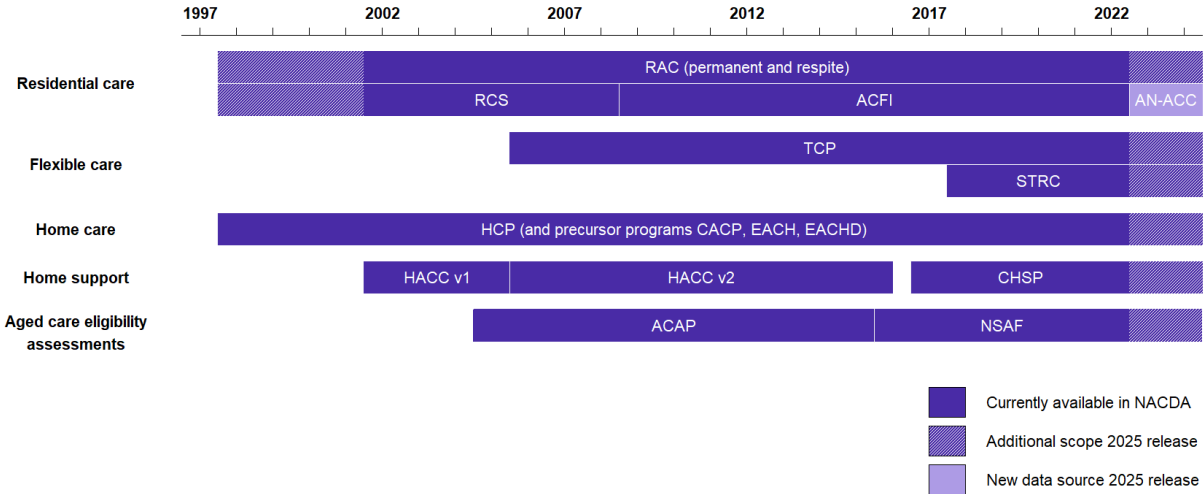 1997 2002 2007 2012 2017 2022
Residential care
RAC (permanent and respite)
RCS ACFI AN-ACC
Flexible care
TCP
STRC
Home care
HCP (and precursor programs CACP, EACH, EACHD)
Home support
HACC v1 HACC v2 CHSP
Aged care eligibility
assessments
ACAP NSAF
Currently available in NACDA
Additional scope 2025 release
New data source 2025 release